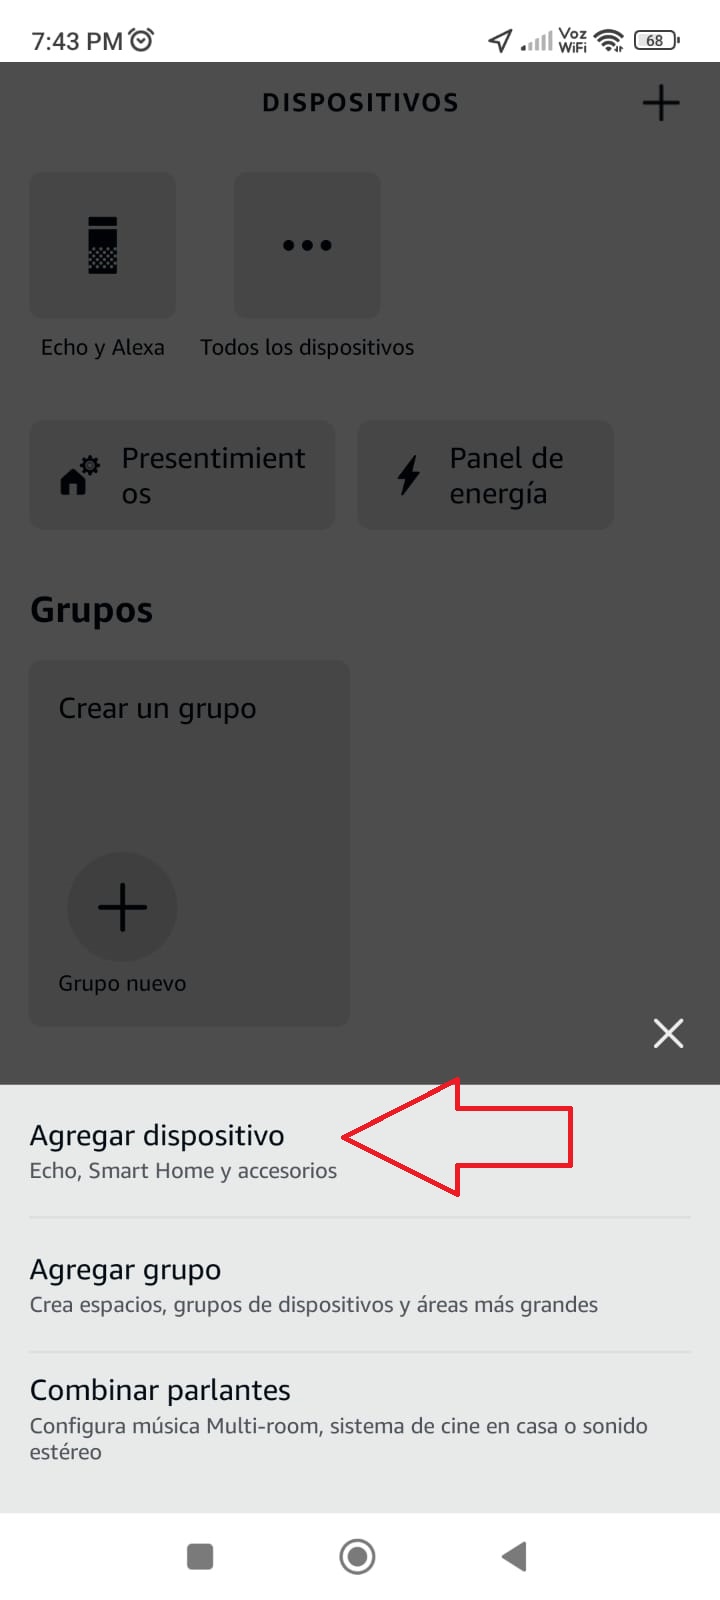 7:43 PM
Voz
WiFi
68
DISPOSITIVOS
Echo y Alexa
Todos los dispositivos
Presentimient
os
Panel de
energía
Grupos
Crear un grupo
Grupo nuevo
Agregar dispositivo
Echo, Smart Home y accesorios
Agregar grupo
Crea espacios, grupos de dispositivos y áreas más grandes
Combinar parlantes
Configura música Multi-room, sistema de cine en casa o sonido
estéreo